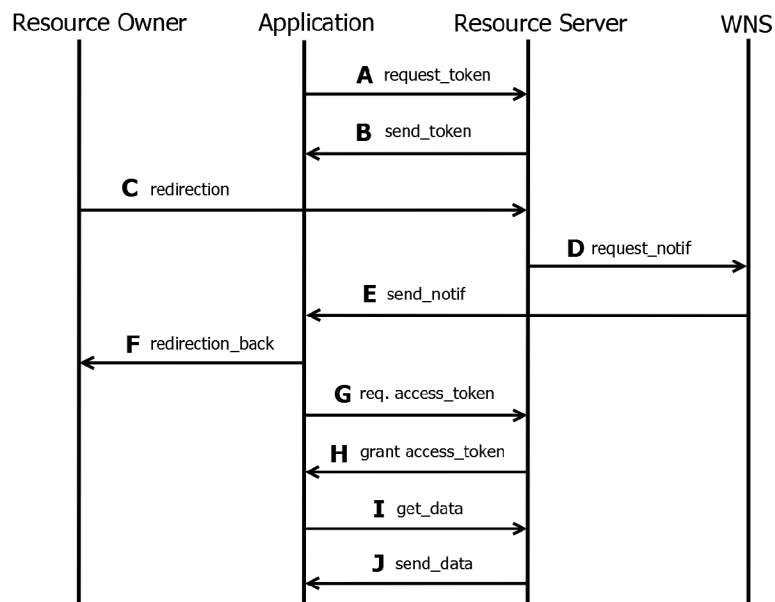 Resource Owner Application Resource Server WNS
A request_token
B send_token
C redirection
D request_notif
E send_notif
F redirection_back
G req. access_token
H grant access_token
I get_data
J send_data